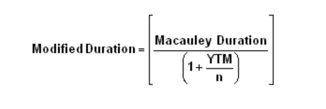 Modified Duration = [ Macauley Duration / ( 1 + YTM / n ) ]